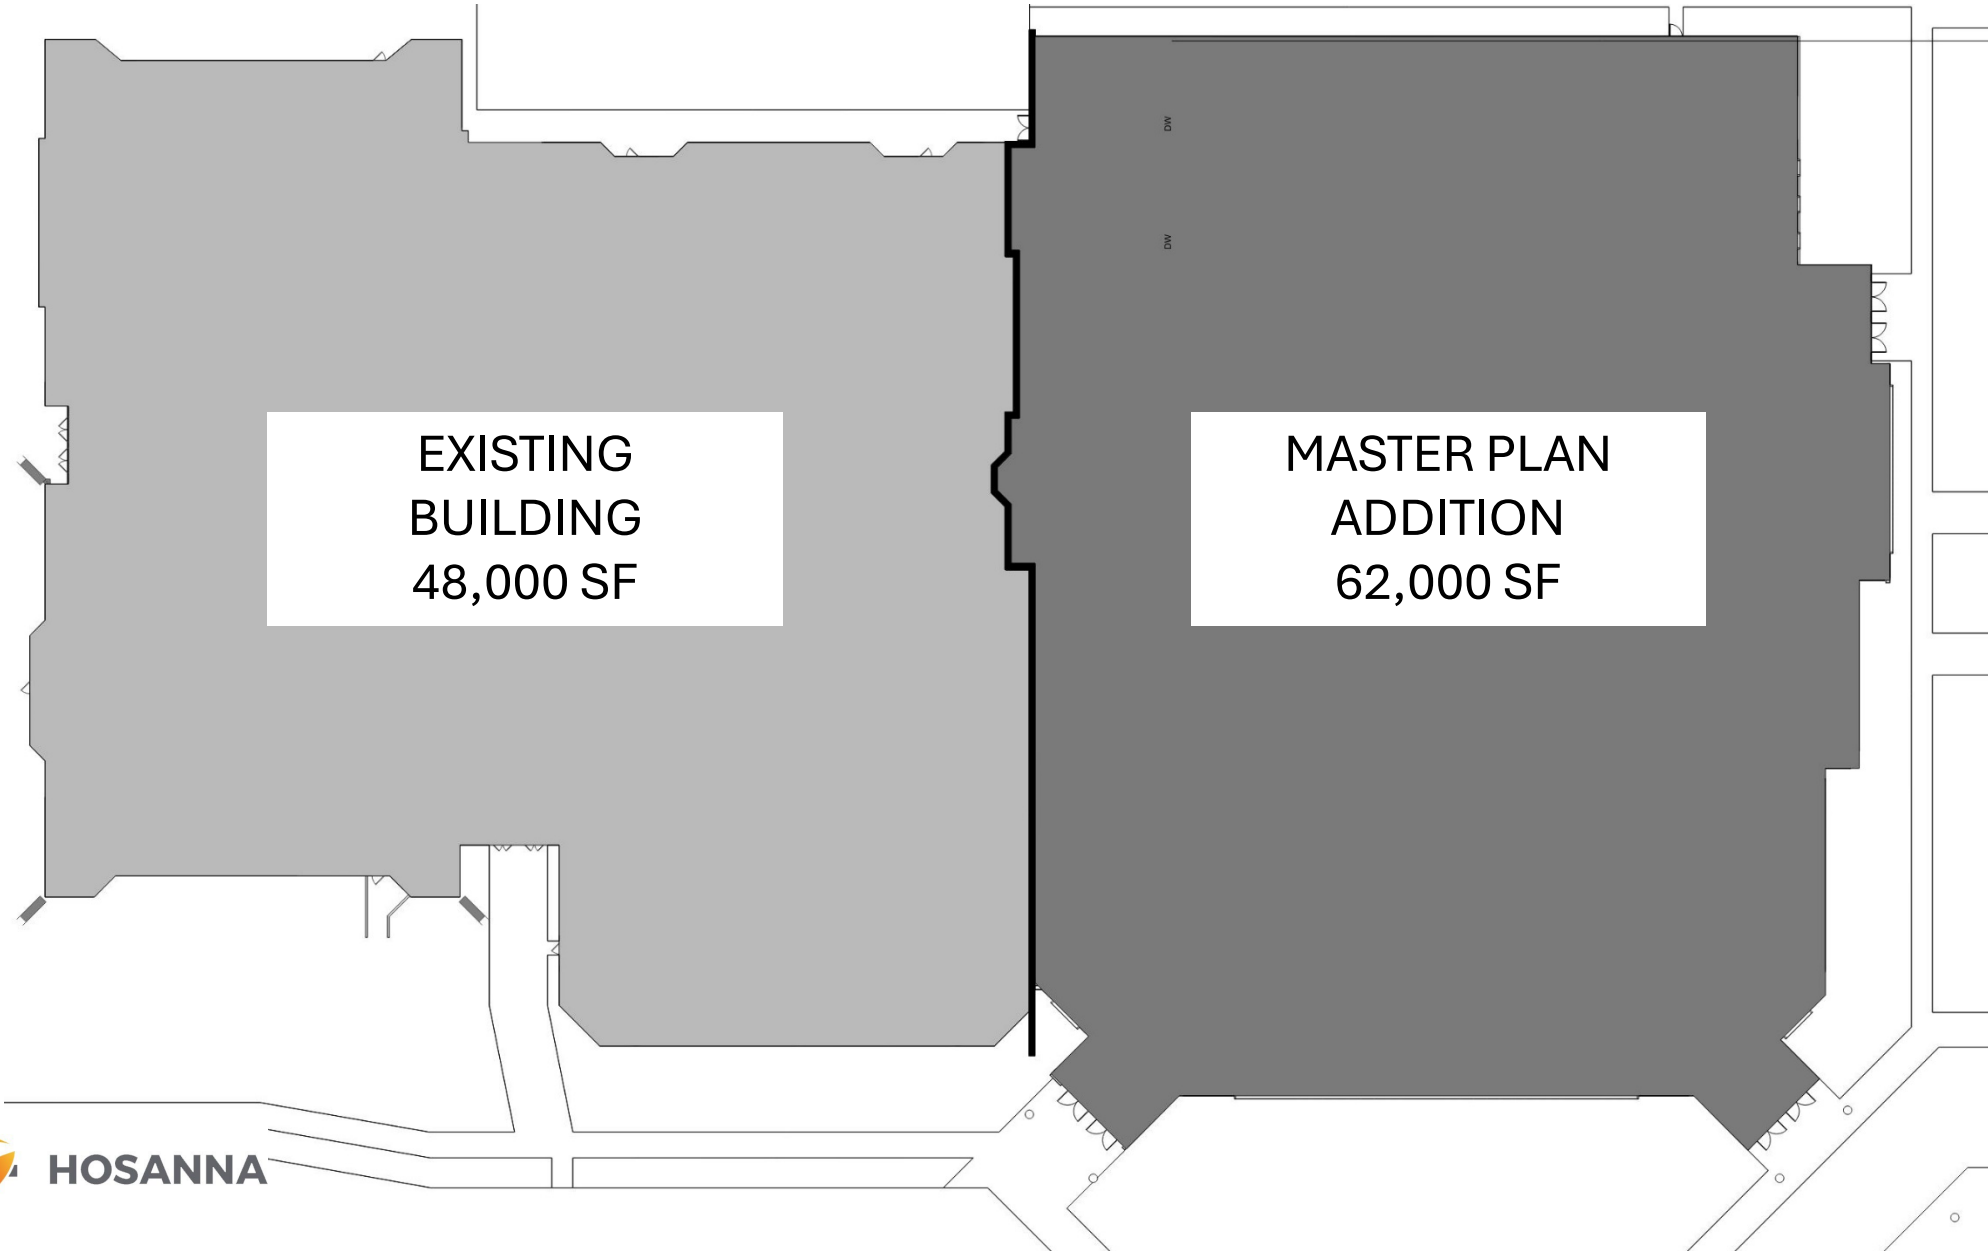 DW
DW
EXISTING
BUILDING
48,000 SF
MASTER PLAN
ADDITION
62,000 SF
HOSANNA